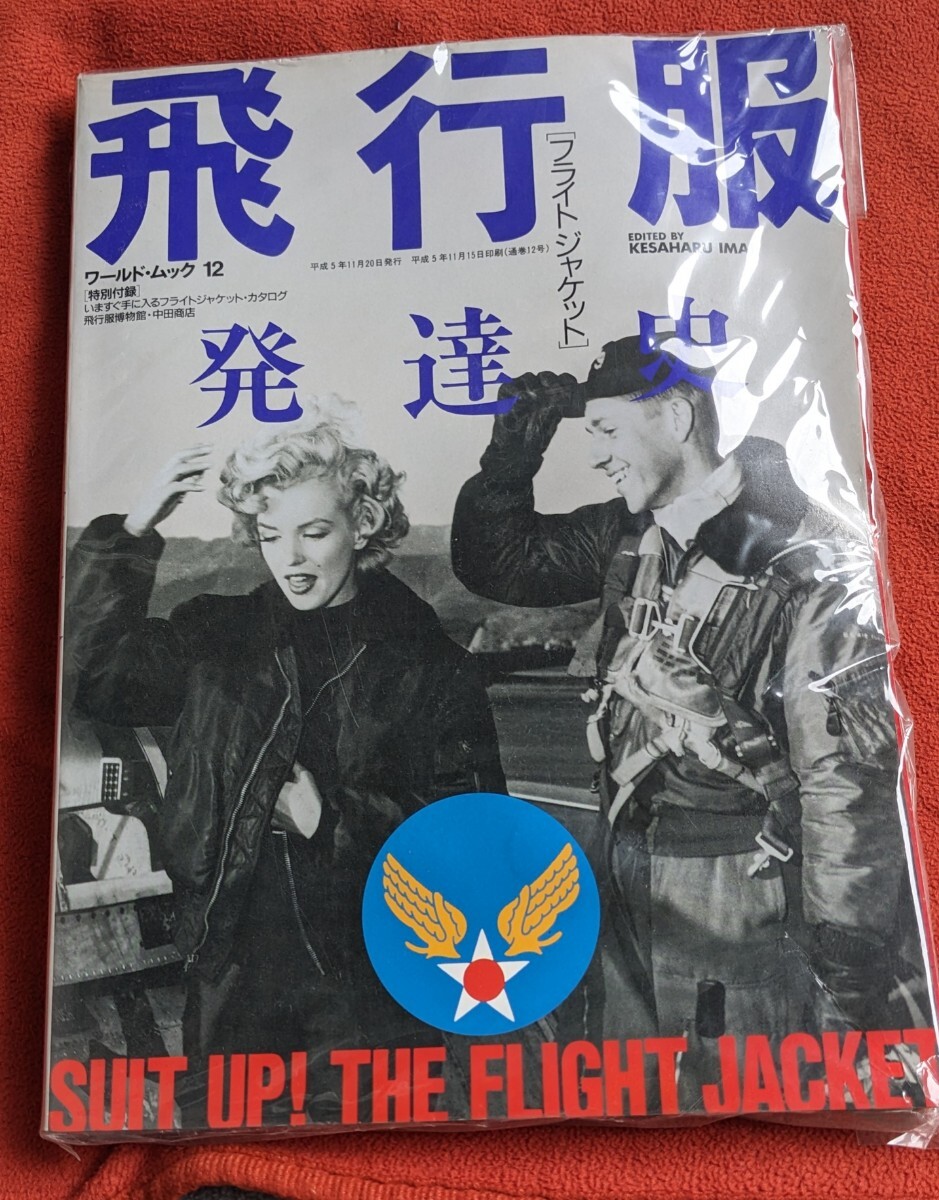 飛行服
[フライトジャケット]
EDITED BY
KESAHARU IMA
ワールド・ムック 12
平成5年11月20日発行 平成5年11月15日印刷(通巻12号)
[特別付録]
いますぐ手に入るフライトジャケット・カタログ
飛行服博物館・中田商店
発達史
SUIT UP! THE FLIGHT JACKET